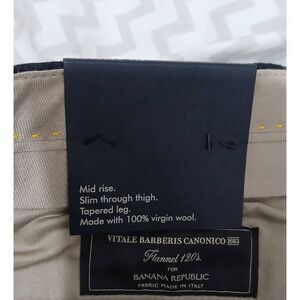 Mid rise.
Slim through thigh.
Tapered leg.
Made with 100% virgin wool.
VITALE BARBERIS CANONICO 1663
Flannel 120's.
FOR
BANANA REPUBLIC
FABRIC MADE IN ITALY